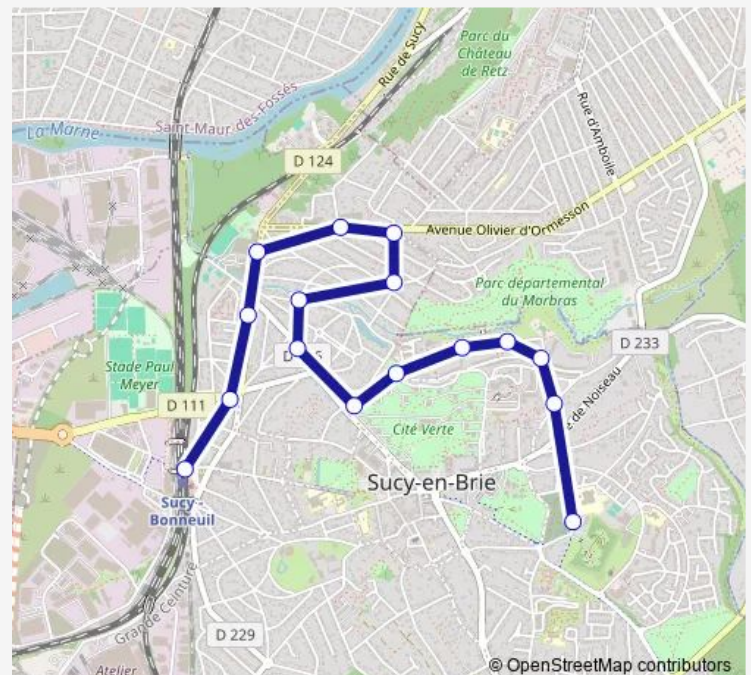 Parc du
Château
de Retz
Rue de Sucy
Rue d'Amboile
La Marne
Saint-Maur-des-Fossés
D 124
Avenue Olivier d'Ormesson
Parc départemental
du Morbras
D 233
Stade Paul
Meyer
D 111
de Noiseau
Cité Verte
Sucy-en-Brie
Sucy
Bonneuil
Grande Ceinture
D 229
Atelier
© OpenStreetMap contributors